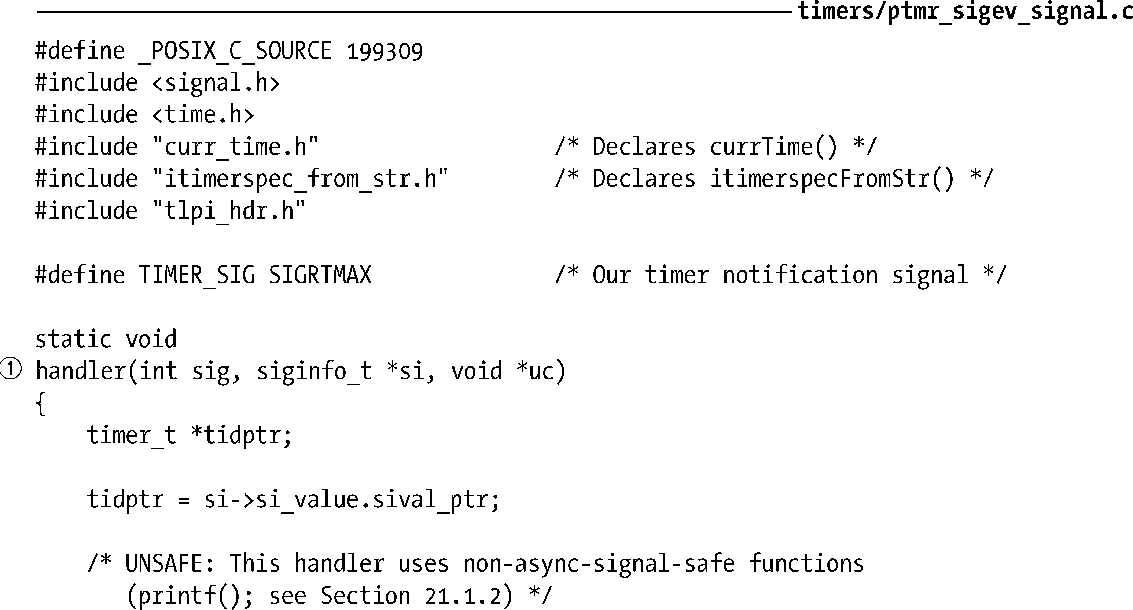 timers/ptmr_sigev_signal.c
#define _POSIX_C_SOURCE 199309
#include <signal.h>
#include <time.h>
#include "curr_time.h"                  /* Declares currTime() */
#include "itimerspec_from_str.h"        /* Declares itimerspecFromStr() */
#include "tlpi_hdr.h"
#define TIMER_SIG SIGRTMAX              /* Our timer notification signal */
static void
① handler(int sig, siginfo_t *si, void *uc)
{
    timer_t *tidptr;
    tidptr = si->si_value.sival_ptr;
    /* UNSAFE: This handler uses non-async-signal-safe functions
       (printf(); see Section 21.1.2) */